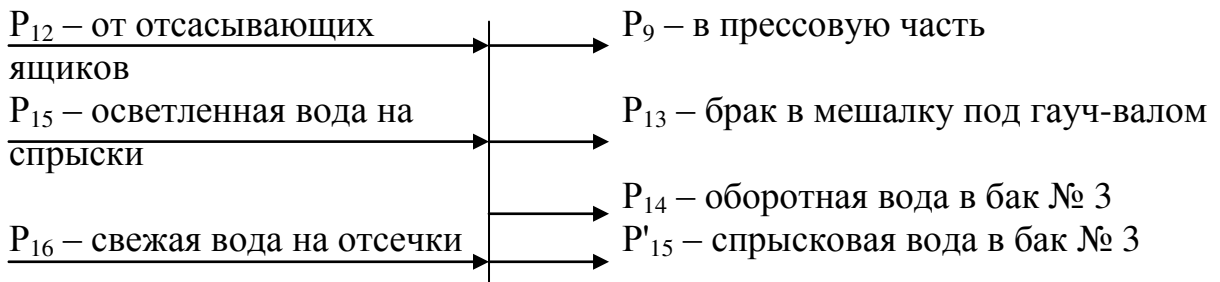 P₁₂ – от отсасывающих
ящиков
P₁₅ – осветленная вода на
спрыски
P₁₆ – свежая вода на отсечки
P₉ – в прессовую часть
P₁₃ – брак в мешалку под гауч-валом
P₁₄ – оборотная вода в бак № 3
P'₁₅ – спрысковая вода в бак № 3